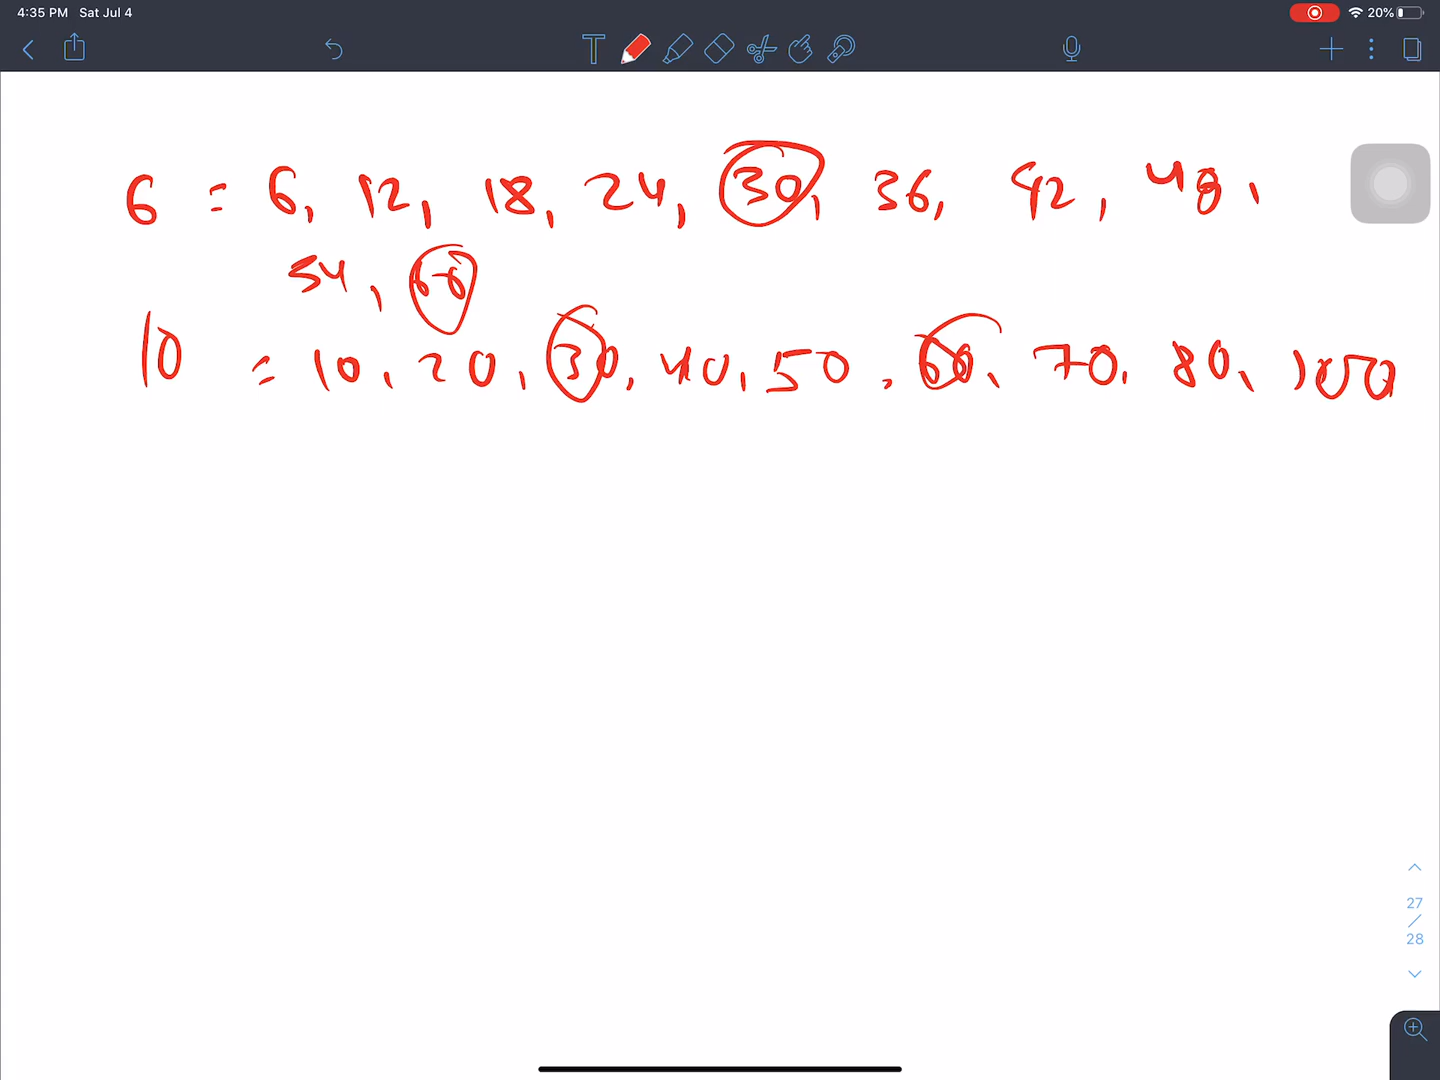 4:35 PM Sat Jul 4
20%
T
6 = 6, 12, 18, 24, 30, 36, 42, 48,
54, 60
10 = 10, 20, 30, 40, 50, 60, 70, 80, 100
27
/
28